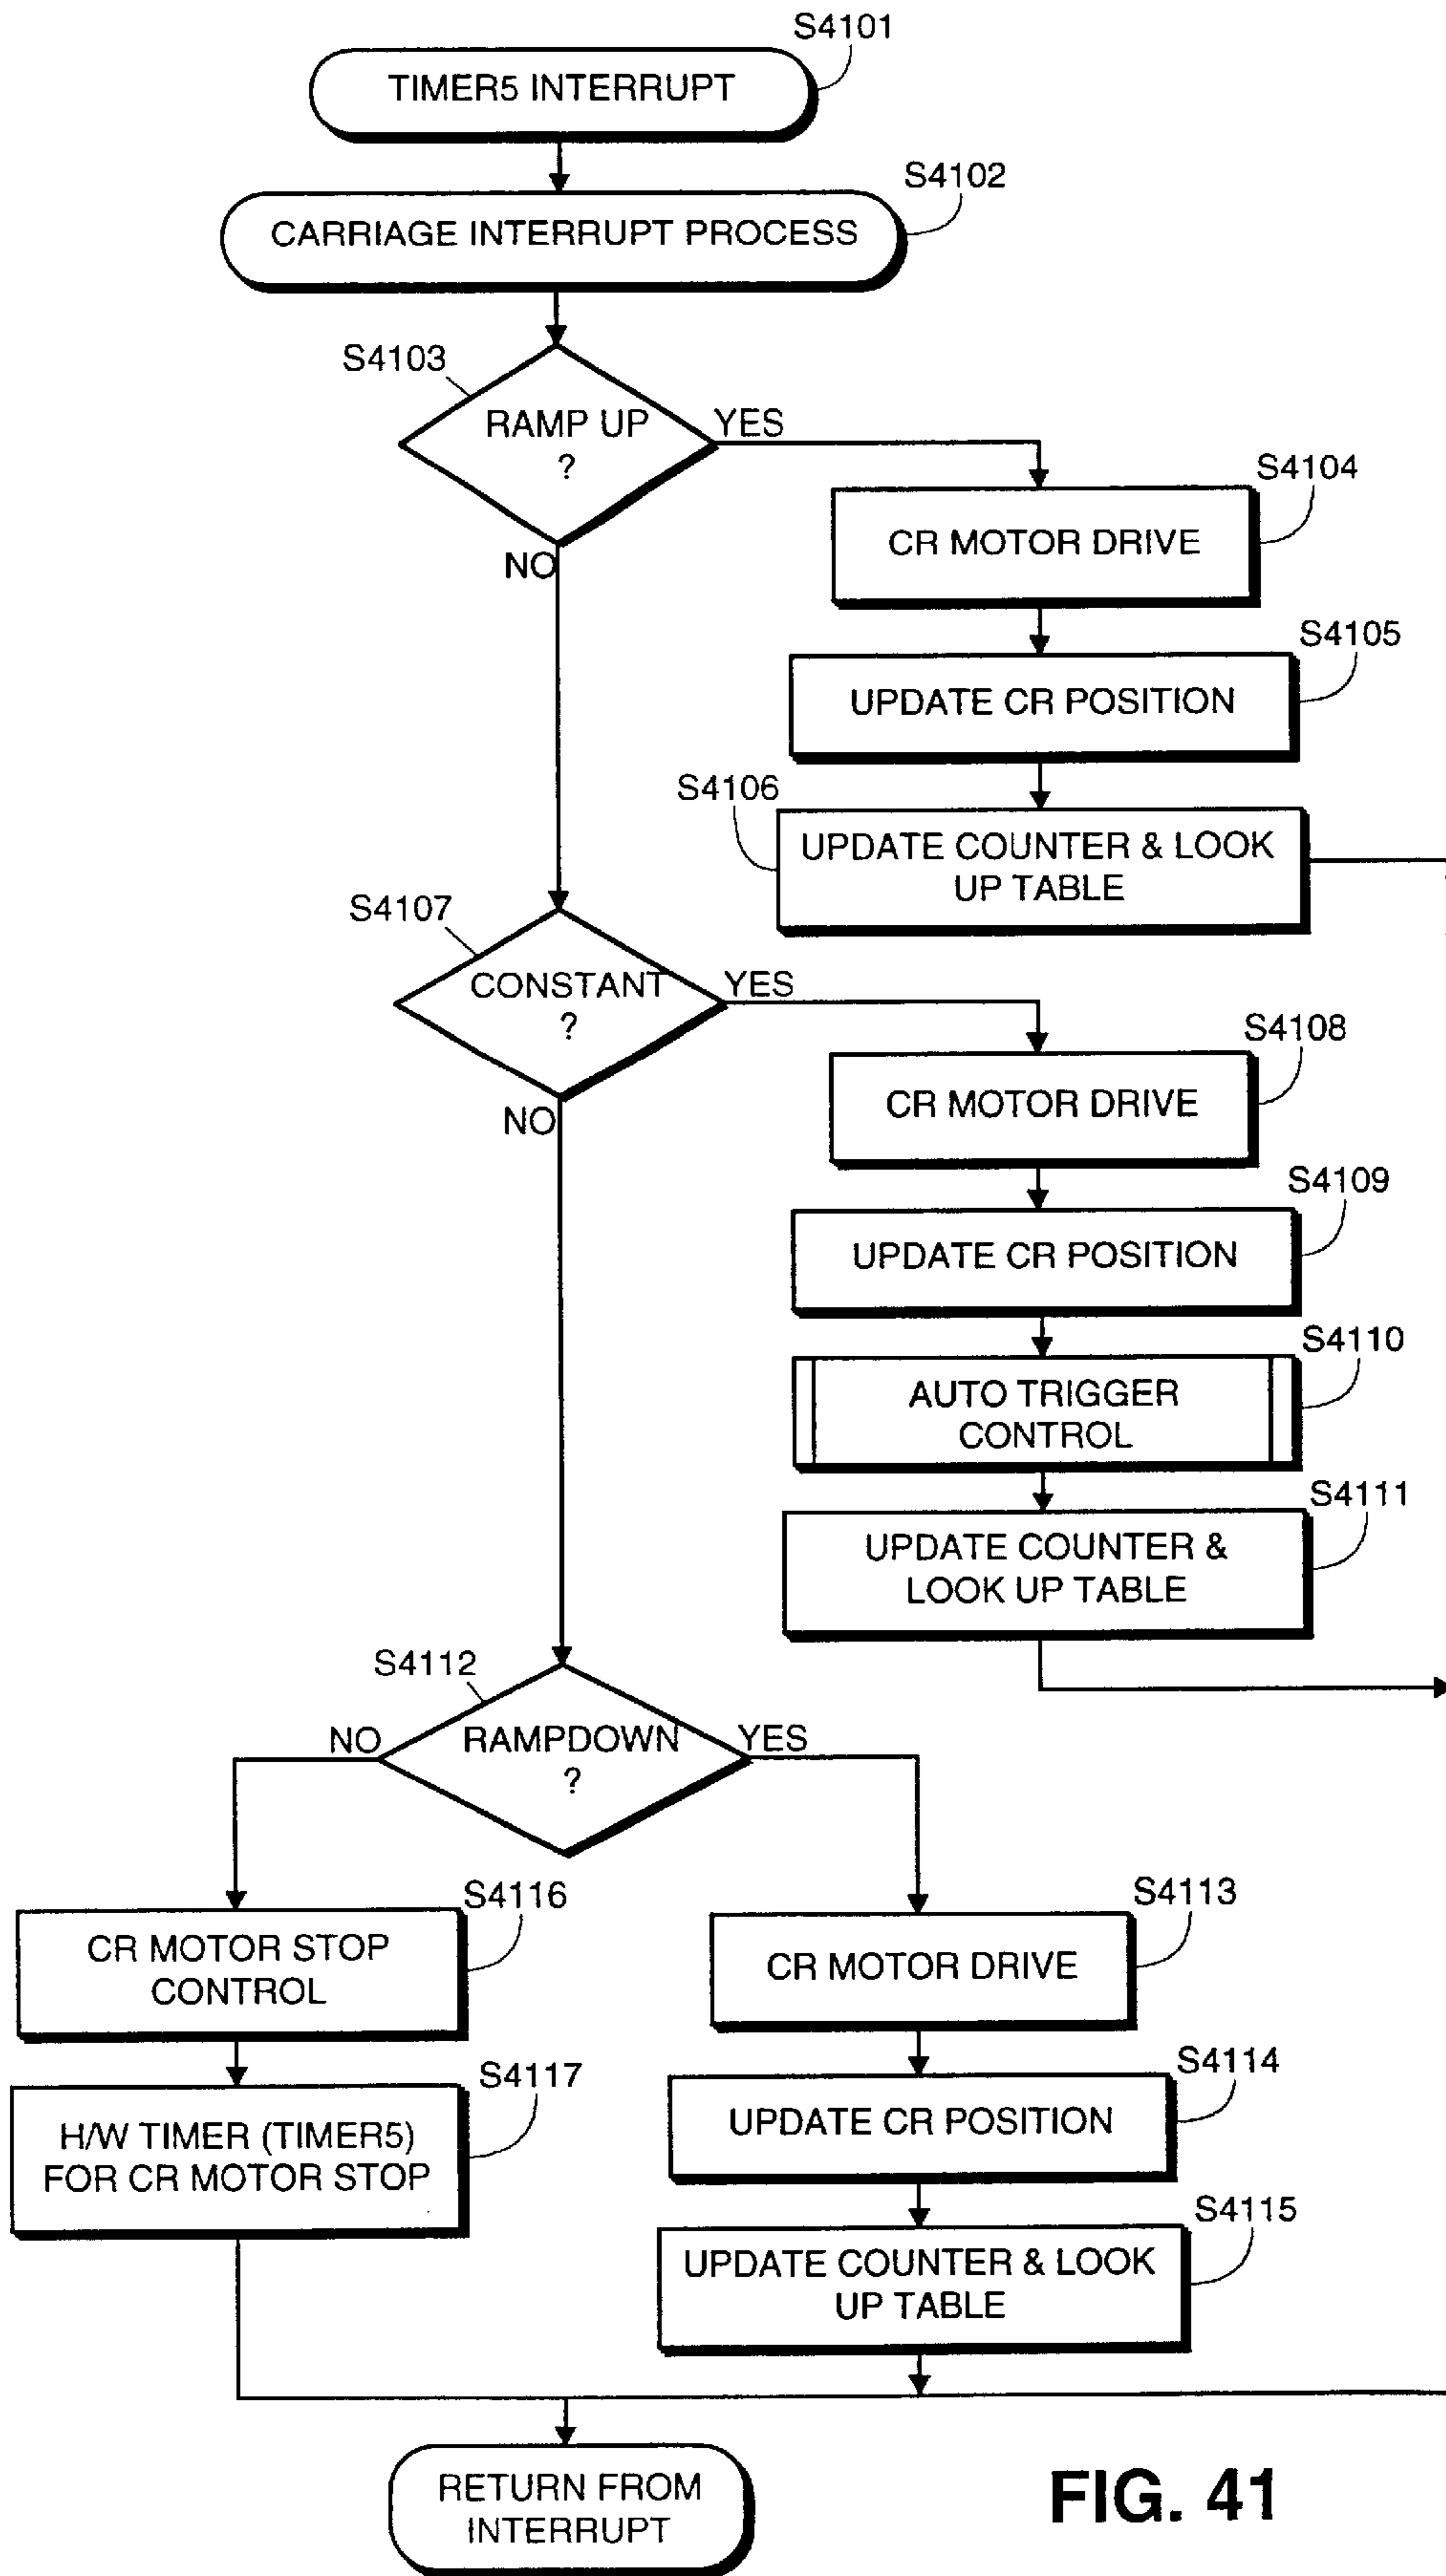 S4101
TIMER5 INTERRUPT
S4102
CARRIAGE INTERRUPT PROCESS
S4103
RAMP UP
?
YES
NO
S4104
CR MOTOR DRIVE
S4105
UPDATE CR POSITION
S4106
UPDATE COUNTER & LOOK
UP TABLE
S4107
CONSTANT
?
YES
NO
S4108
CR MOTOR DRIVE
S4109
UPDATE CR POSITION
S4110
AUTO TRIGGER
CONTROL
S4111
UPDATE COUNTER &
LOOK UP TABLE
S4112
RAMPDOWN
?
NO
YES
S4116
CR MOTOR STOP
CONTROL
S4117
H/W TIMER (TIMER5)
FOR CR MOTOR STOP
S4113
CR MOTOR DRIVE
S4114
UPDATE CR POSITION
S4115
UPDATE COUNTER & LOOK
UP TABLE
RETURN FROM
INTERRUPT
FIG. 41